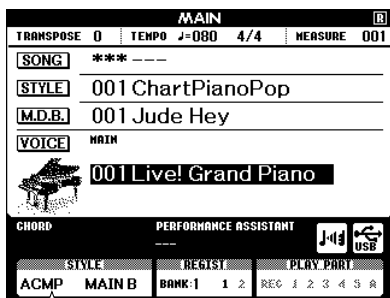 MAIN R
TRANSPOSE 0 TEMPO ♩=080 4/4 MEASURE 001
SONG *** ---
STYLE 001 ChartPianoPop
M.D.B. 001 Jude Hey
VOICE MAIN
001 Live! Grand Piano
CHORD PERFORMANCE ASSISTANT
--- USB
STYLE REGIST PLAY PART
ACMP MAIN B BANK:1 1 2 REC 1 2 3 4 5 A